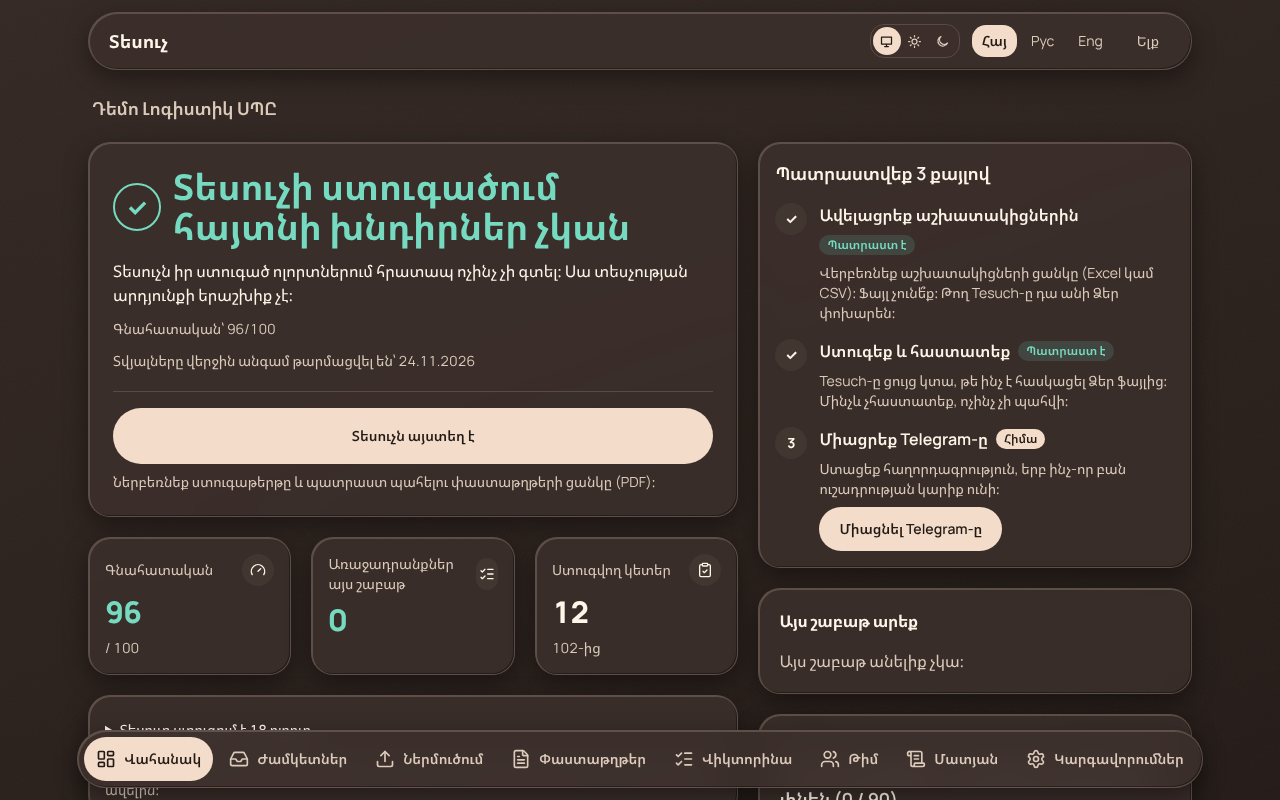 Տեսուչ
Հայ Рус Eng Ելք
Դեմո Լոգիստիկ ՍՊԸ
Տեսուչի ստուգածում
հայտնի խնդիրներ չկան
Տեսուչն իր ստուգած ոլորտներում հրատապ ոչինչ չի գտել։ Սա տեսչության
արդյունքի երաշխիք չէ։
Գնահատական՝ 96/100
Տվյալները վերջին անգամ թարմացվել են՝ 24.11.2026
Տեսուչն այստեղ է
Ներբեռնեք ստուգաթերթը և պատրաստ պահելու փաստաթղթերի ցանկը (PDF)։
Գնահատական
96
/ 100
Առաջադրանքներ
այս շաբաթ
0
Ստուգվող կետեր
12
102-ից
Պատրաստվեք 3 քայլով
Ավելացրեք աշխատակիցներին
Պատրաստ է
Վերբեռնեք աշխատակիցների ցանկը (Excel կամ
CSV)։ Ֆայլ չունե՞ք։ Թող Tesuch-ը դա անի Ձեր
փոխարեն։
Ստուգեք և հաստատեք Պատրաստ է
Tesuch-ը ցույց կտա, թե ինչ է հասկացել Ձեր ֆայլից։
Մինչև չհաստատեք, ոչինչ չի պահվի։
3 Միացրեք Telegram-ը Հիմա
Ստացեք հաղորդագրություն, երբ ինչ-որ բան
ուշադրության կարիք ունի։
Միացնել Telegram-ը
Այս շաբաթ արեք
Այս շաբաթ անելիք չկա։
Վահանակ Ժամկետներ Ներմուծում Փաստաթղթեր Վիկտորինա Թիմ Մատյան Կարգավորումներ
ավելին։